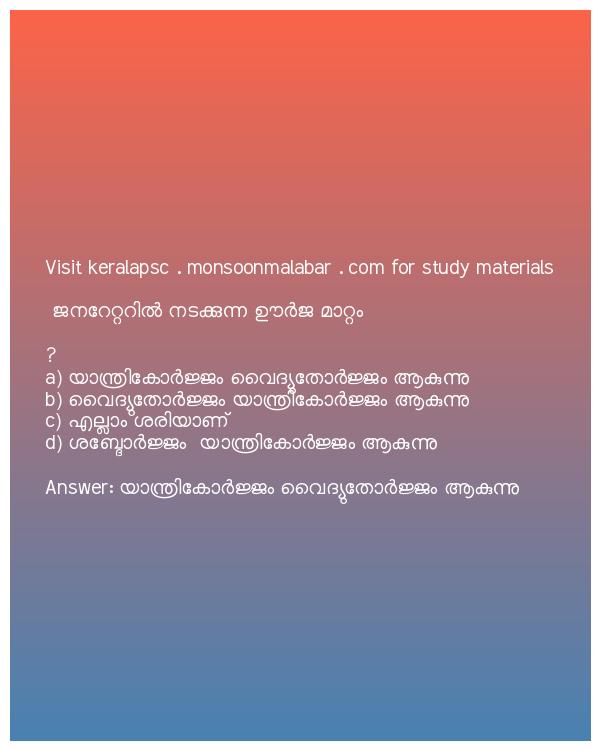 Visit keralapsc . monsoonmalabar . com for study materials
ജനറേറ്ററിൽ നടക്കുന്ന ഊർജ മാറ്റം
?
a) യാന്ത്രികോർജ്ജം വൈദ്യുതോർജ്ജം ആകുന്നു
b) വൈദ്യുതോർജ്ജം യാന്ത്രികോർജ്ജം ആകുന്നു
c) എല്ലാം ശരിയാണ്
d) ശബ്ദോർജ്ജം യാന്ത്രികോർജ്ജം ആകുന്നു
Answer: യാന്ത്രികോർജ്ജം വൈദ്യുതോർജ്ജം ആകുന്നു